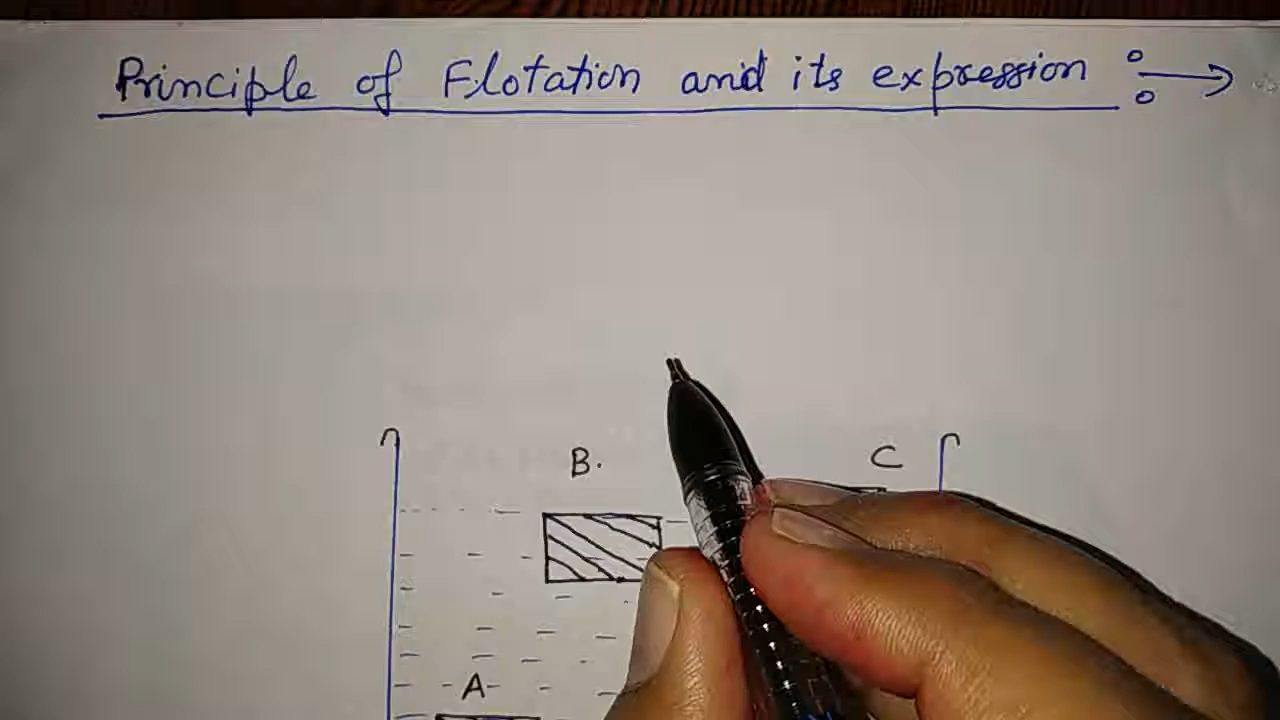 Principle of Flotation and its expression :→
B.
C
A